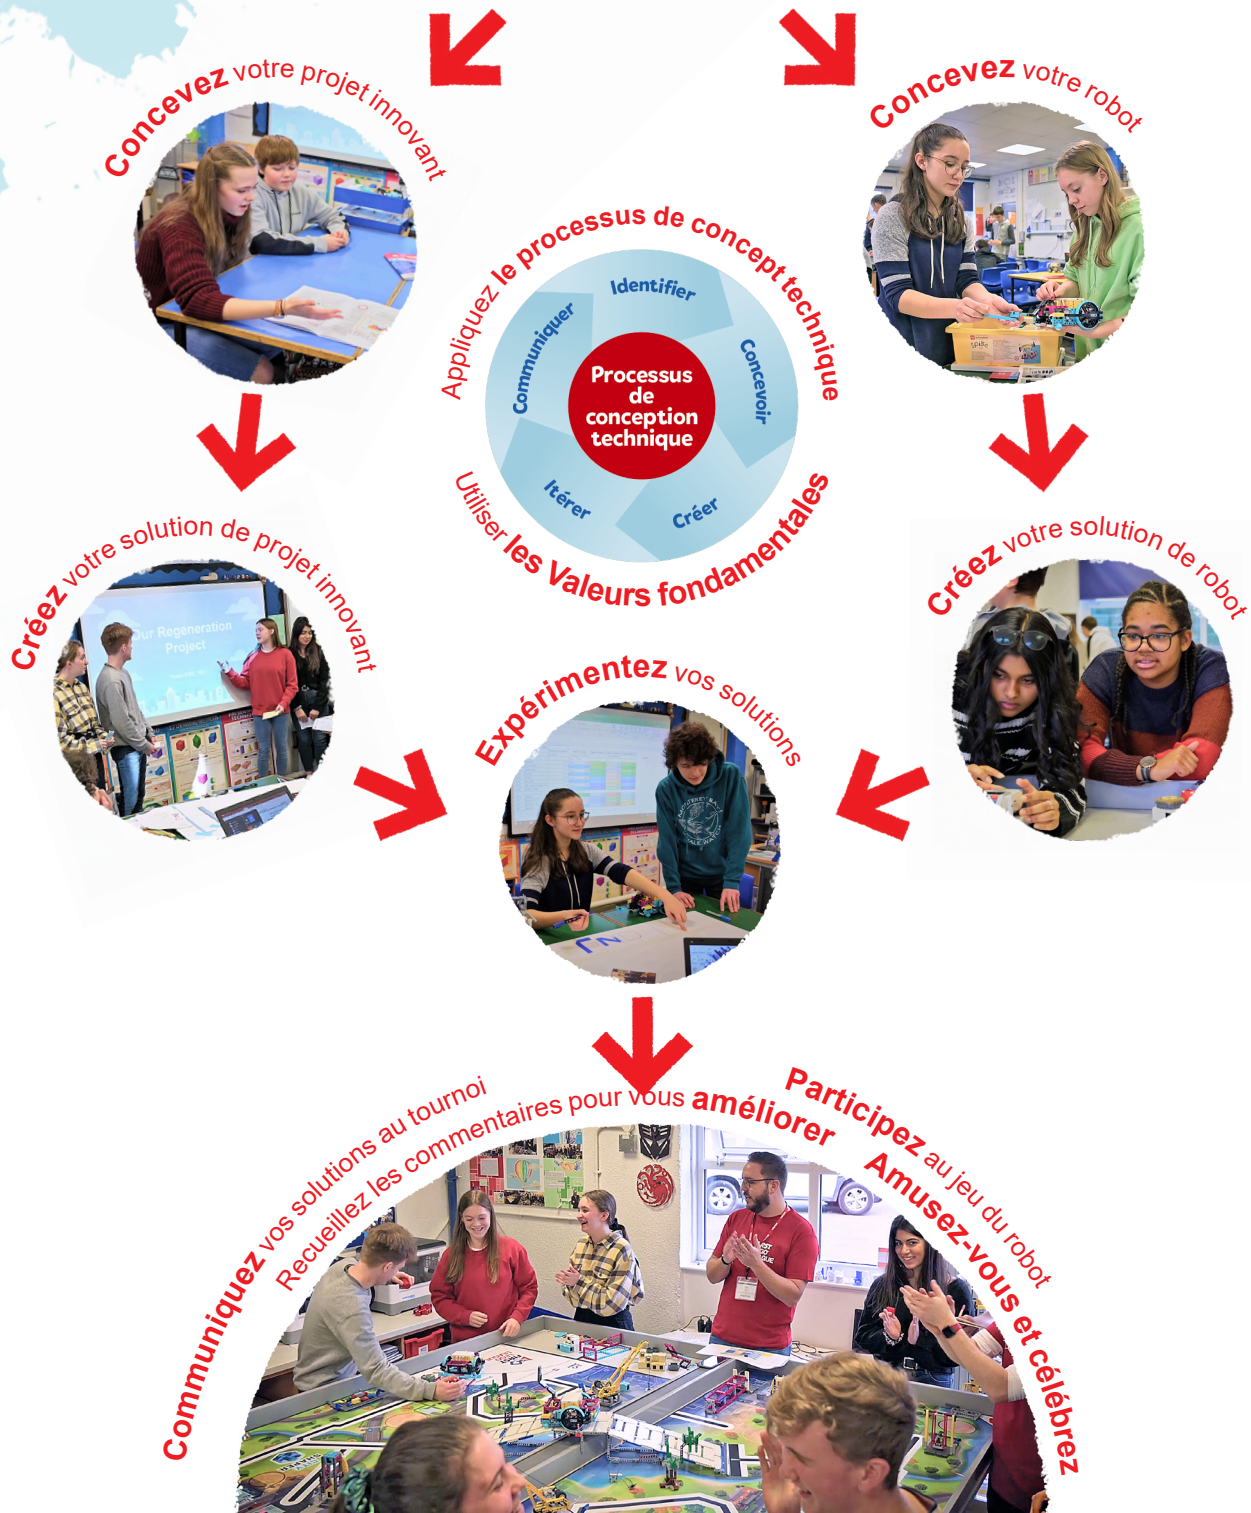 Concevez votre projet innovant
Concevez votre robot
Appliquez le processus de concept technique
Identifier
Concevoir
Créer
Itérer
Communiquer
Processus
de
conception
technique
Utiliser les Valeurs fondamentales
Créez votre solution de projet innovant
Our Regeneration
Project
Créez votre solution de robot
Expérimentez vos solutions
Communiquez vos solutions au tournoi
Recueillez les commentaires pour vous améliorer
Participez au jeu du robot
Amusez-vous et célébrez